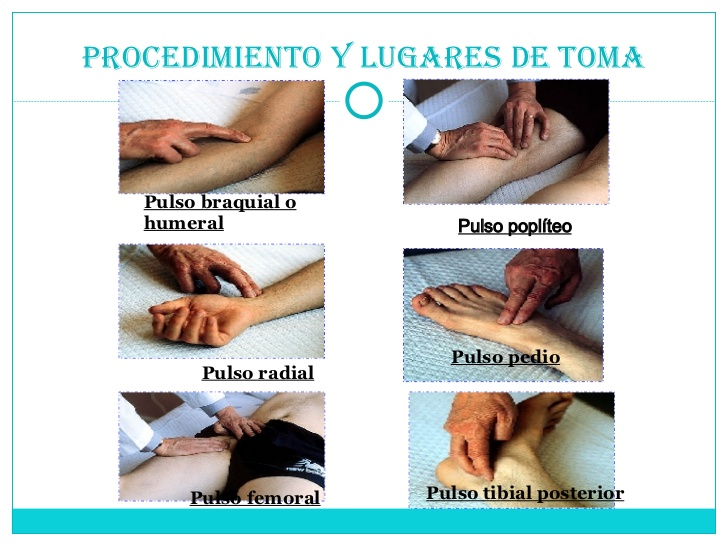 PROCEDIMIENTO Y LUGARES DE TOMA
Pulso braquial o
humeral
Pulso poplíteo
Pulso radial
Pulso pedio
Pulso femoral
Pulso tibial posterior